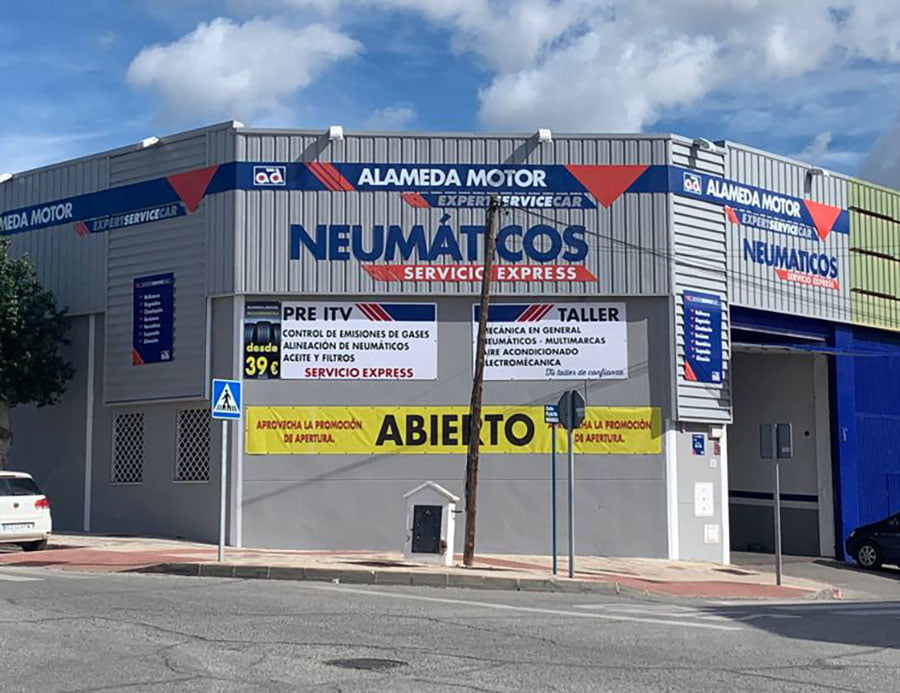 ad ALAMEDA MOTOR
EXPERTSERVICECAR
NEUMÁTICOS
SERVICIO EXPRESS
ALAMEDA MOTOR
EXPERTSERVICECAR
ad ALAMEDA MOTOR
EXPERTSERVICECAR
NEUMÁTICOS
SERVICIO EXPRESS
desde
39€
PRE ITV
CONTROL DE EMISIONES DE GASES
ALINEACIÓN DE NEUMÁTICOS
ACEITE Y FILTROS
SERVICIO EXPRESS
TALLER
MECÁNICA EN GENERAL
NEUMÁTICOS - MULTIMARCAS
AIRE ACONDICIONADO
ELECTROMECÁNICA
Tu taller de confianza
APROVECHA LA PROMOCIÓN
DE APERTURA.
ABIERTO
APROVECHA LA PROMOCIÓN
DE APERTURA.